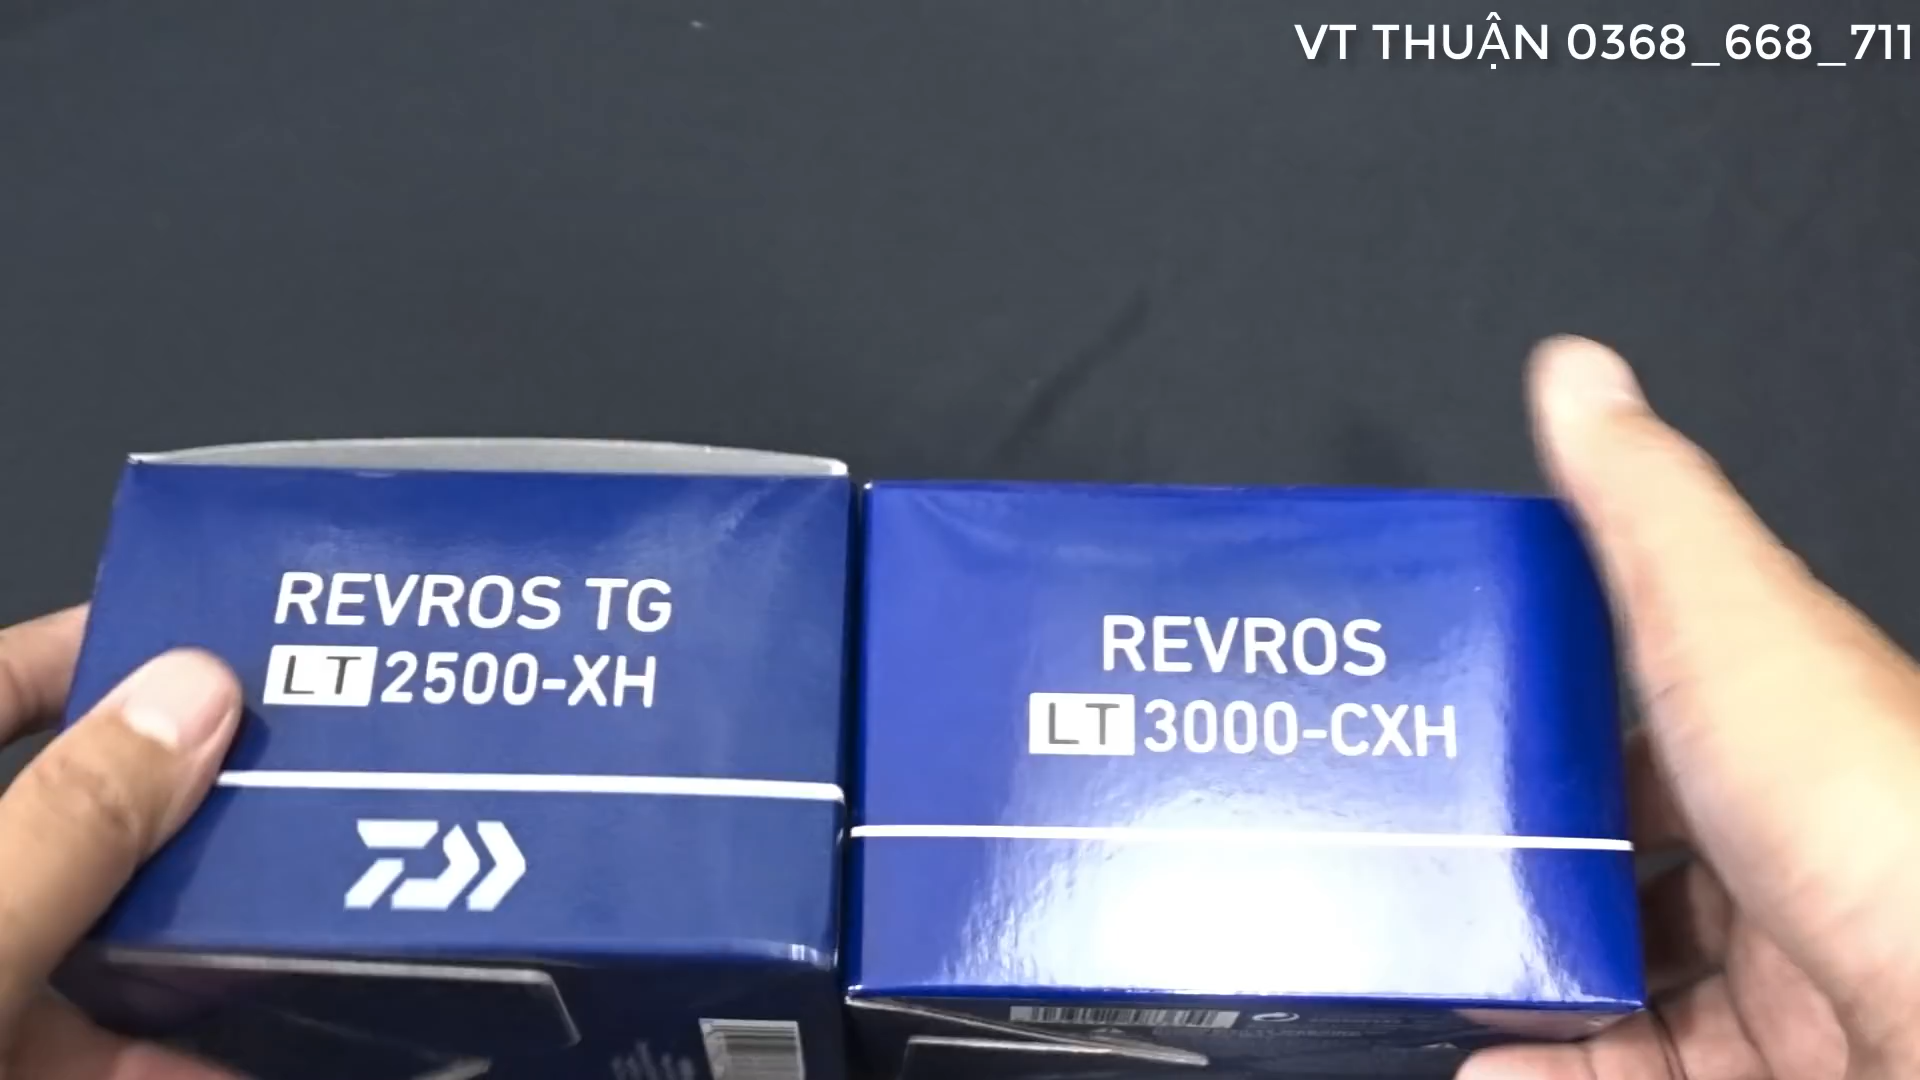 VT THUẬN 0368_668_711
REVROS TG
LT 2500-XH
REVROS
LT 3000-CXH